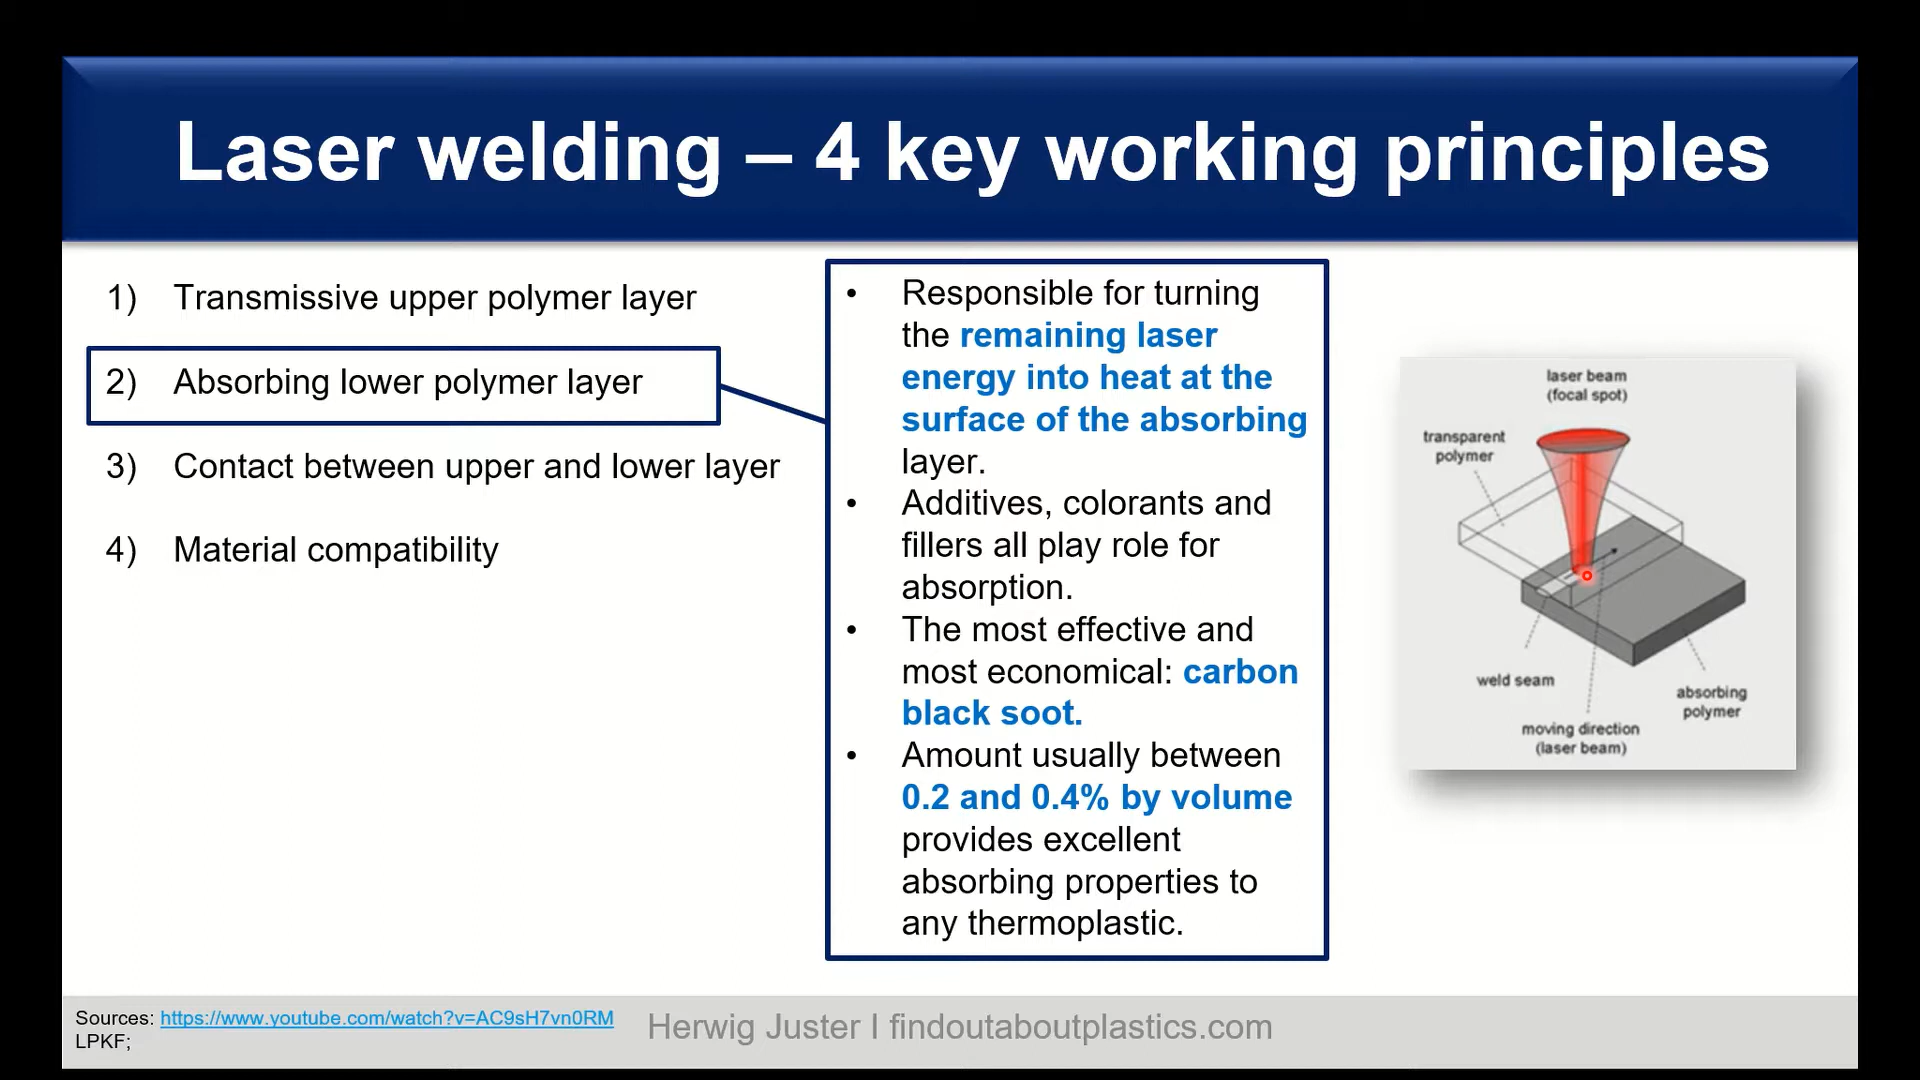 Laser welding – 4 key working principles
1) Transmissive upper polymer layer
2) Absorbing lower polymer layer
3) Contact between upper and lower layer
4) Material compatibility
• Responsible for turning
the remaining laser
energy into heat at the
surface of the absorbing
layer.
• Additives, colorants and
fillers all play role for
absorption.
• The most effective and
most economical: carbon
black soot.
• Amount usually between
0.2 and 0.4% by volume
provides excellent
absorbing properties to
any thermoplastic.
laser beam
(focal spot)
transparent
polymer
weld seam
absorbing
polymer
moving direction
(laser beam)
Sources: https://www.youtube.com/watch?v=AC9sH7vn0RM
LPKF;
Herwig Juster I findoutaboutplastics.com